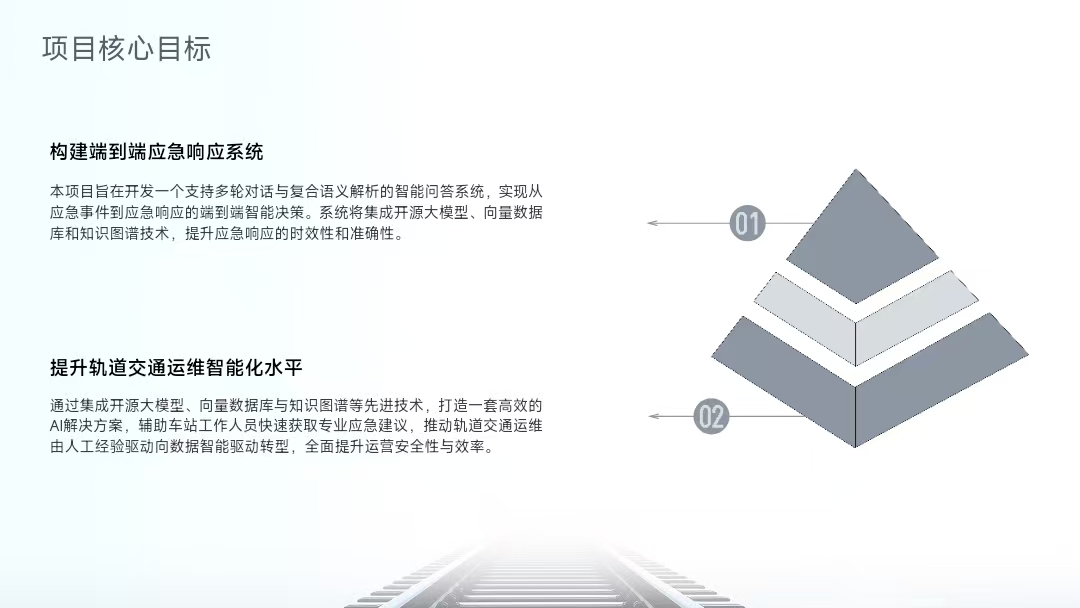 项目核心目标
构建端到端应急响应系统
本项目旨在开发一个支持多轮对话与复合语义解析的智能问答系统，实现从
应急事件到应急响应的端到端智能决策。系统将集成开源大模型、向量数据
库和知识图谱技术，提升应急响应的时效性和准确性。
01
提升轨道交通运维智能化水平
通过集成开源大模型、向量数据库与知识图谱等先进技术，打造一套高效的
AI解决方案，辅助车站工作人员快速获取专业应急建议，推动轨道交通运维
由人工经验驱动向数据智能驱动转型，全面提升运营安全性与效率。
02